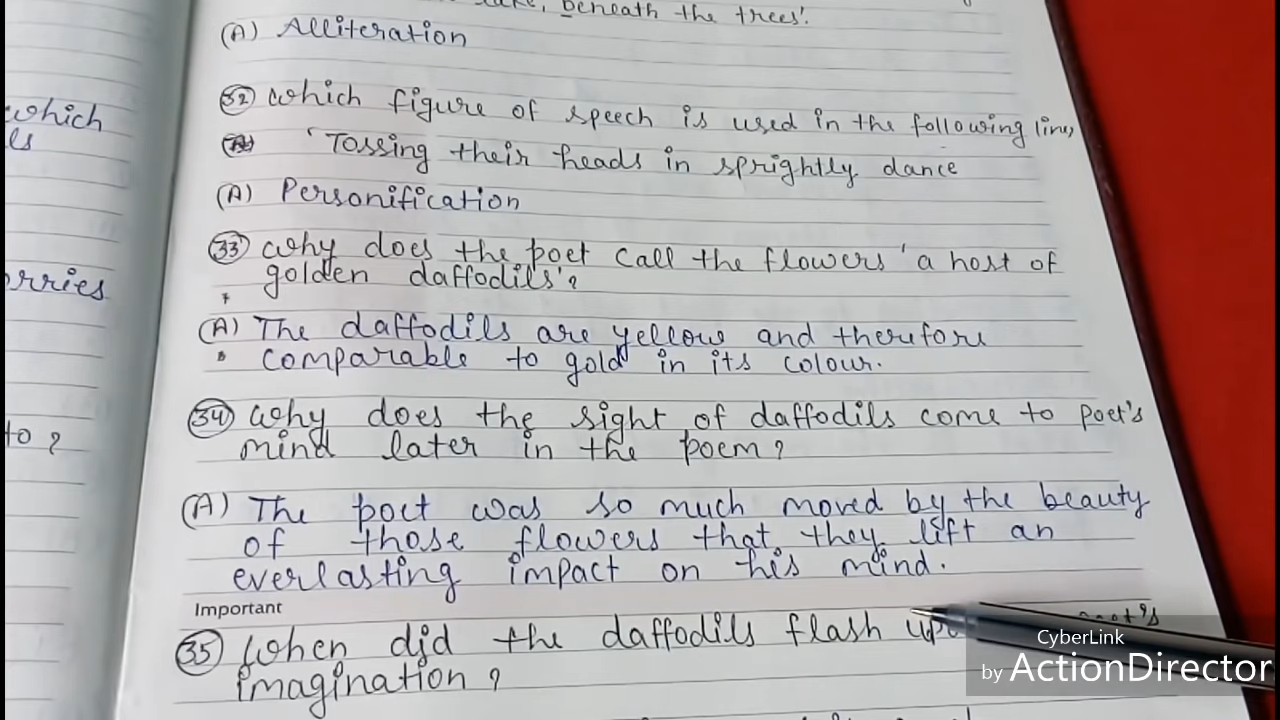 beneath the trees'.
(A) Alliteration
which
ls
(32) which figure of speech is used in the following lines
'Tossing their heads in sprightly dance
(A) Personification
(33) why does the poet call the flowers 'a host of
golden daffodils'?
orries
(A) The daffodils are yellow and therefore
comparable to gold in its colour.
(34) why does the sight of daffodils come to poet's
mind later in the poem?
to ?
(A) The poet was so much moved by the beauty
of those flowers that they lift an
everlasting impact on his mind.
Important
(35) when did the daffodils flash poet's
imagination?
CyberLink
by ActionDirector